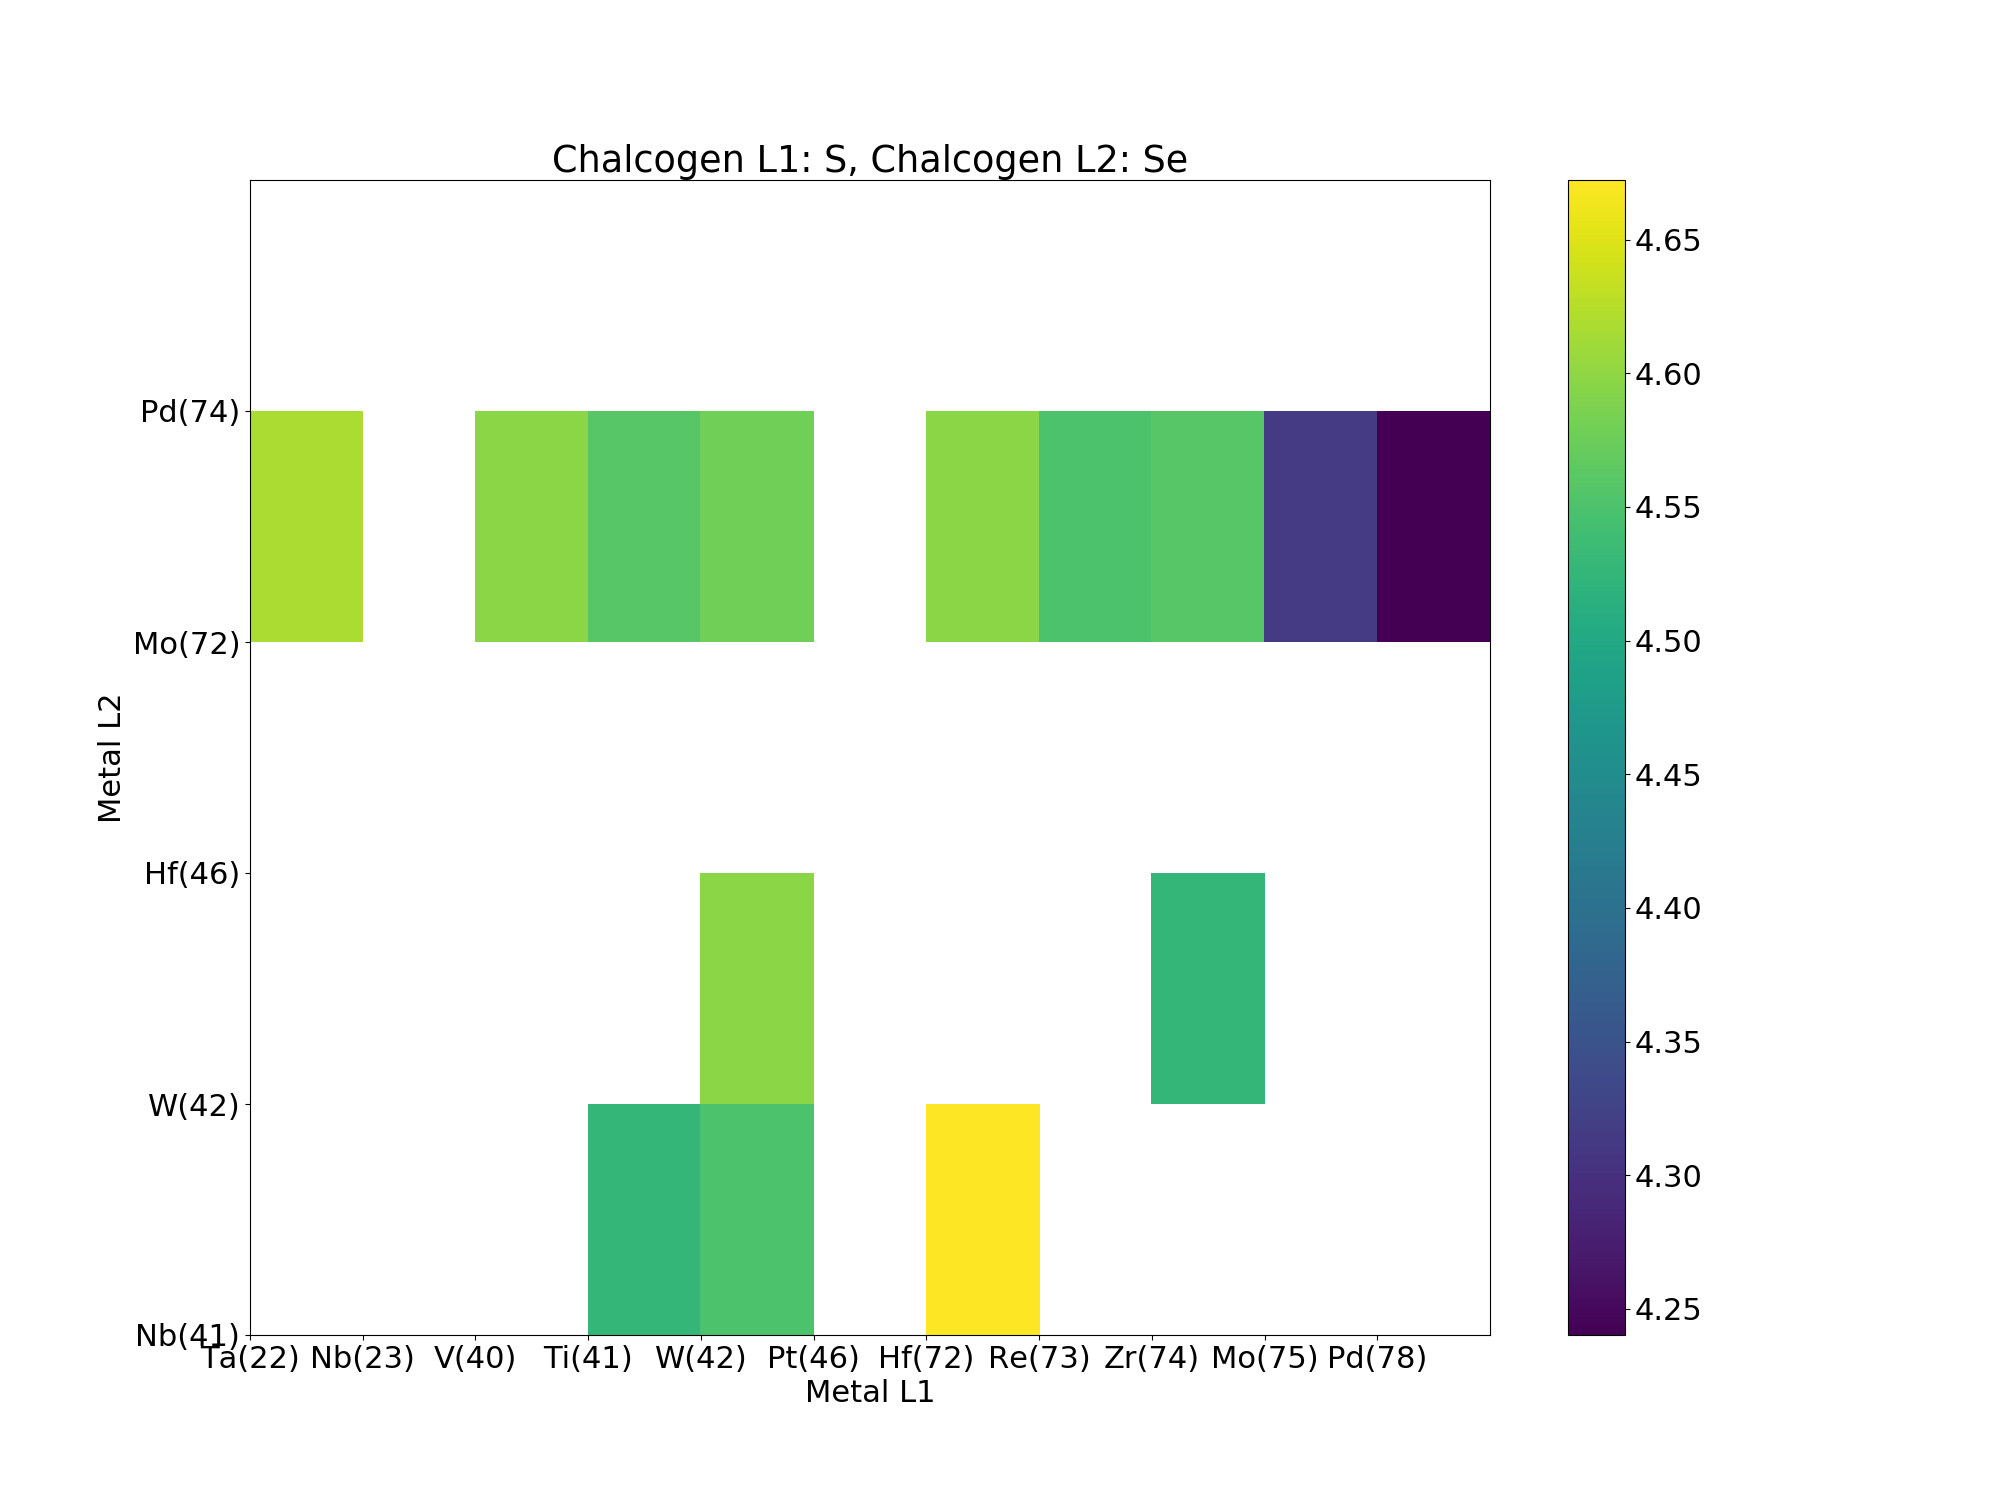 Chalcogen L1: S, Chalcogen L2: Se
Pd(74)
Mo(72)
Hf(46)
W(42)
Nb(41)
Metal L2
Ta(22) Nb(23) V(40) Ti(41) W(42) Pt(46) Hf(72) Re(73) Zr(74) Mo(75) Pd(78)
Metal L1
4.65
4.60
4.55
4.50
4.45
4.40
4.35
4.30
4.25